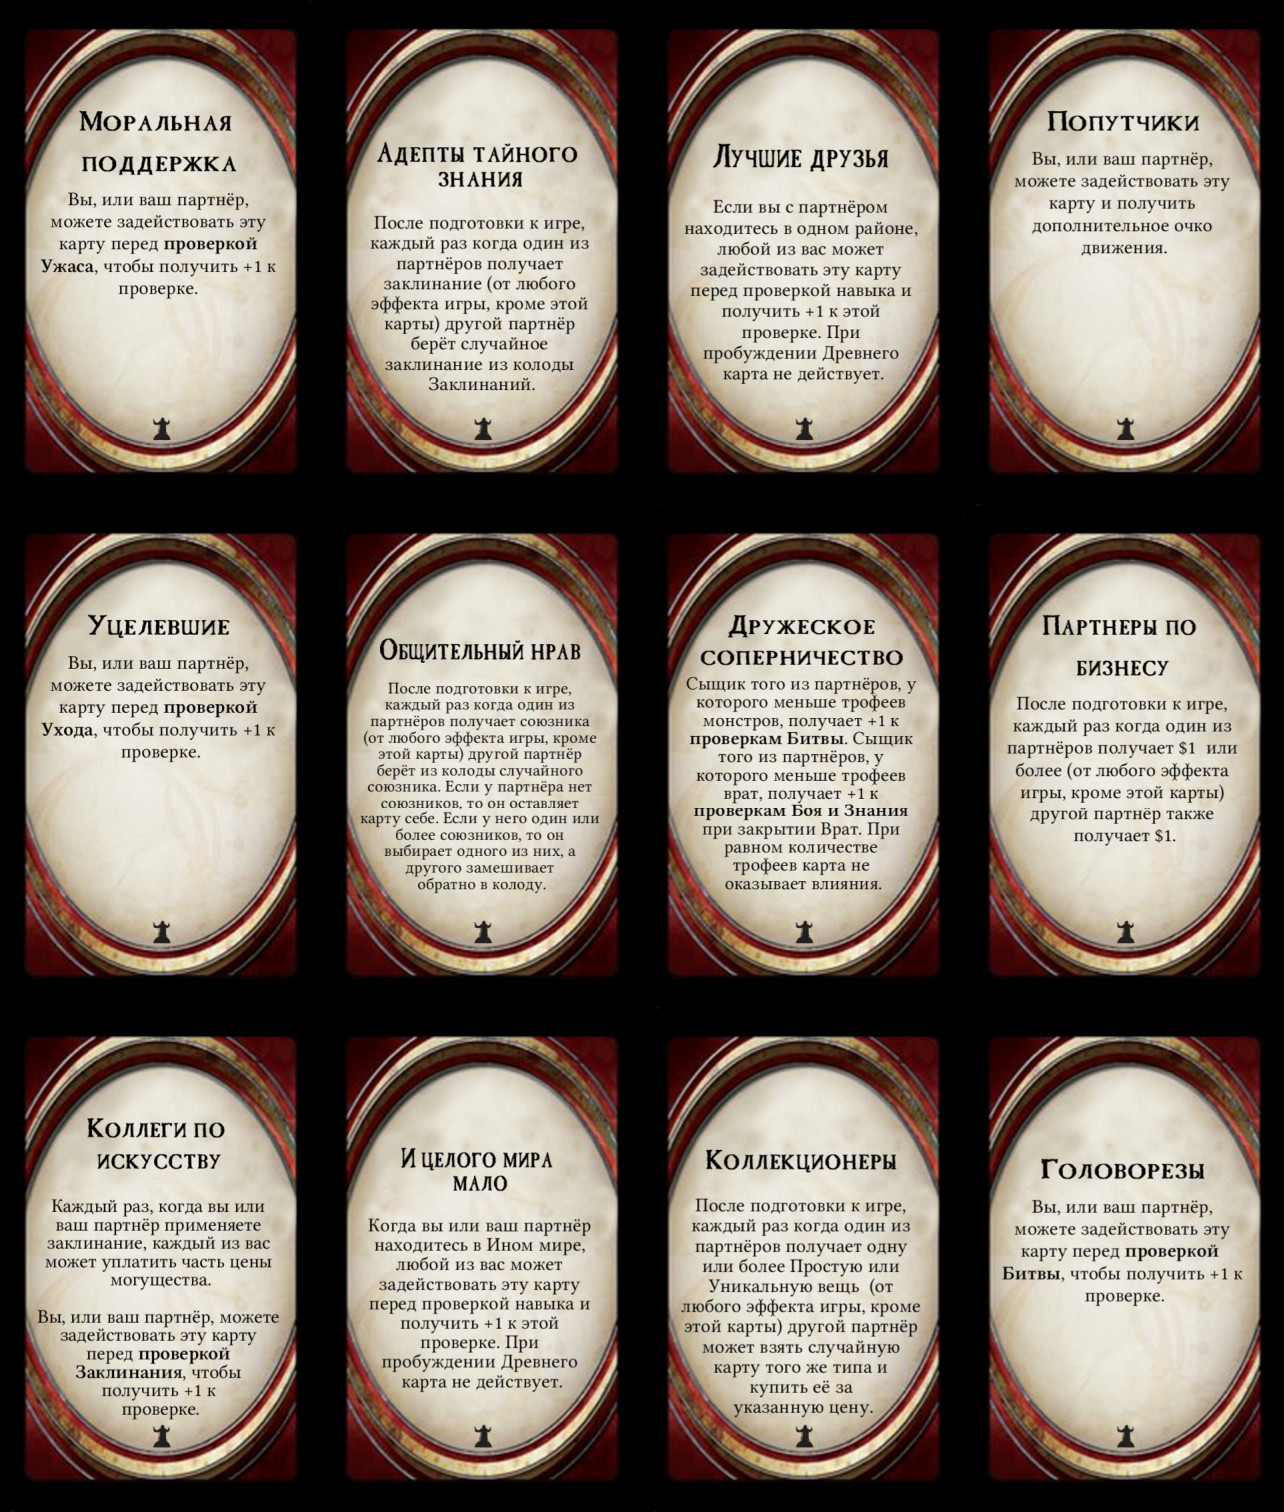 Моральная
поддержка
Вы, или ваш партнёр,
можете задействовать эту
карту перед проверкой
Ужаса, чтобы получить +1 к
проверке.
Адепты тайного
знания
После подготовки к игре,
каждый раз когда один из
партнёров получает
заклинание (от любого
эффекта игры, кроме этой
карты) другой партнёр
берёт случайное
заклинание из колоды
Заклинаний.
Лучшие друзья
Если вы с партнёром
находитесь в одном районе,
любой из вас может
задействовать эту карту
перед проверкой навыка и
получить +1 к этой
проверке. При
пробуждении Древнего
карта не действует.
Попутчики
Вы, или ваш партнёр,
можете задействовать эту
карту и получить
дополнительное очко
движения.
Уцелевшие
Вы, или ваш партнёр,
можете задействовать эту
карту перед проверкой
Ухода, чтобы получить +1 к
проверке.
Общительный нрав
После подготовки к игре,
каждый раз когда один из
партнёров получает союзника
(от любого эффекта игры, кроме
этой карты) другой партнёр
берёт из колоды случайного
союзника. Если у партнёра нет
союзников, то он оставляет
карту себе. Если у него один или
более союзников, то он
выбирает одного из них, а
другого замешивает
обратно в колоду.
Дружеское
соперничество
Сыщик того из партнёров, у
которого меньше трофеев
монстров, получает +1 к
проверкам Битвы. Сыщик
того из партнёров, у
которого меньше трофеев
врат, получает +1 к
проверкам Боя и Знания
при закрытии Врат. При
равном количестве
трофеев карта не
оказывает влияния.
Партнеры по
бизнесу
После подготовки к игре,
каждый раз когда один из
партнёров получает $1 или
более (от любого эффекта
игры, кроме этой карты)
другой партнёр также
получает $1.
Коллеги по
искусству
Каждый раз, когда вы или
ваш партнёр применяете
заклинание, каждый из вас
может уплатить часть цены
могущества.
Вы, или ваш партнёр, можете
задействовать эту карту
перед проверкой
Заклинания, чтобы
получить +1 к
проверке.
И целого мира
мало
Когда вы или ваш партнёр
находитесь в Ином мире,
любой из вас может
задействовать эту карту
перед проверкой навыка и
получить +1 к этой
проверке. При
пробуждении Древнего
карта не действует.
Коллекционеры
После подготовки к игре,
каждый раз когда один из
партнёров получает одну
или более Простую или
Уникальную вещь (от
любого эффекта игры, кроме
этой карты) другой партнёр
может взять случайную
карту того же типа и
купить её за
указанную цену.
Головорезы
Вы, или ваш партнёр,
можете задействовать эту
карту перед проверкой
Битвы, чтобы получить +1 к
проверке.